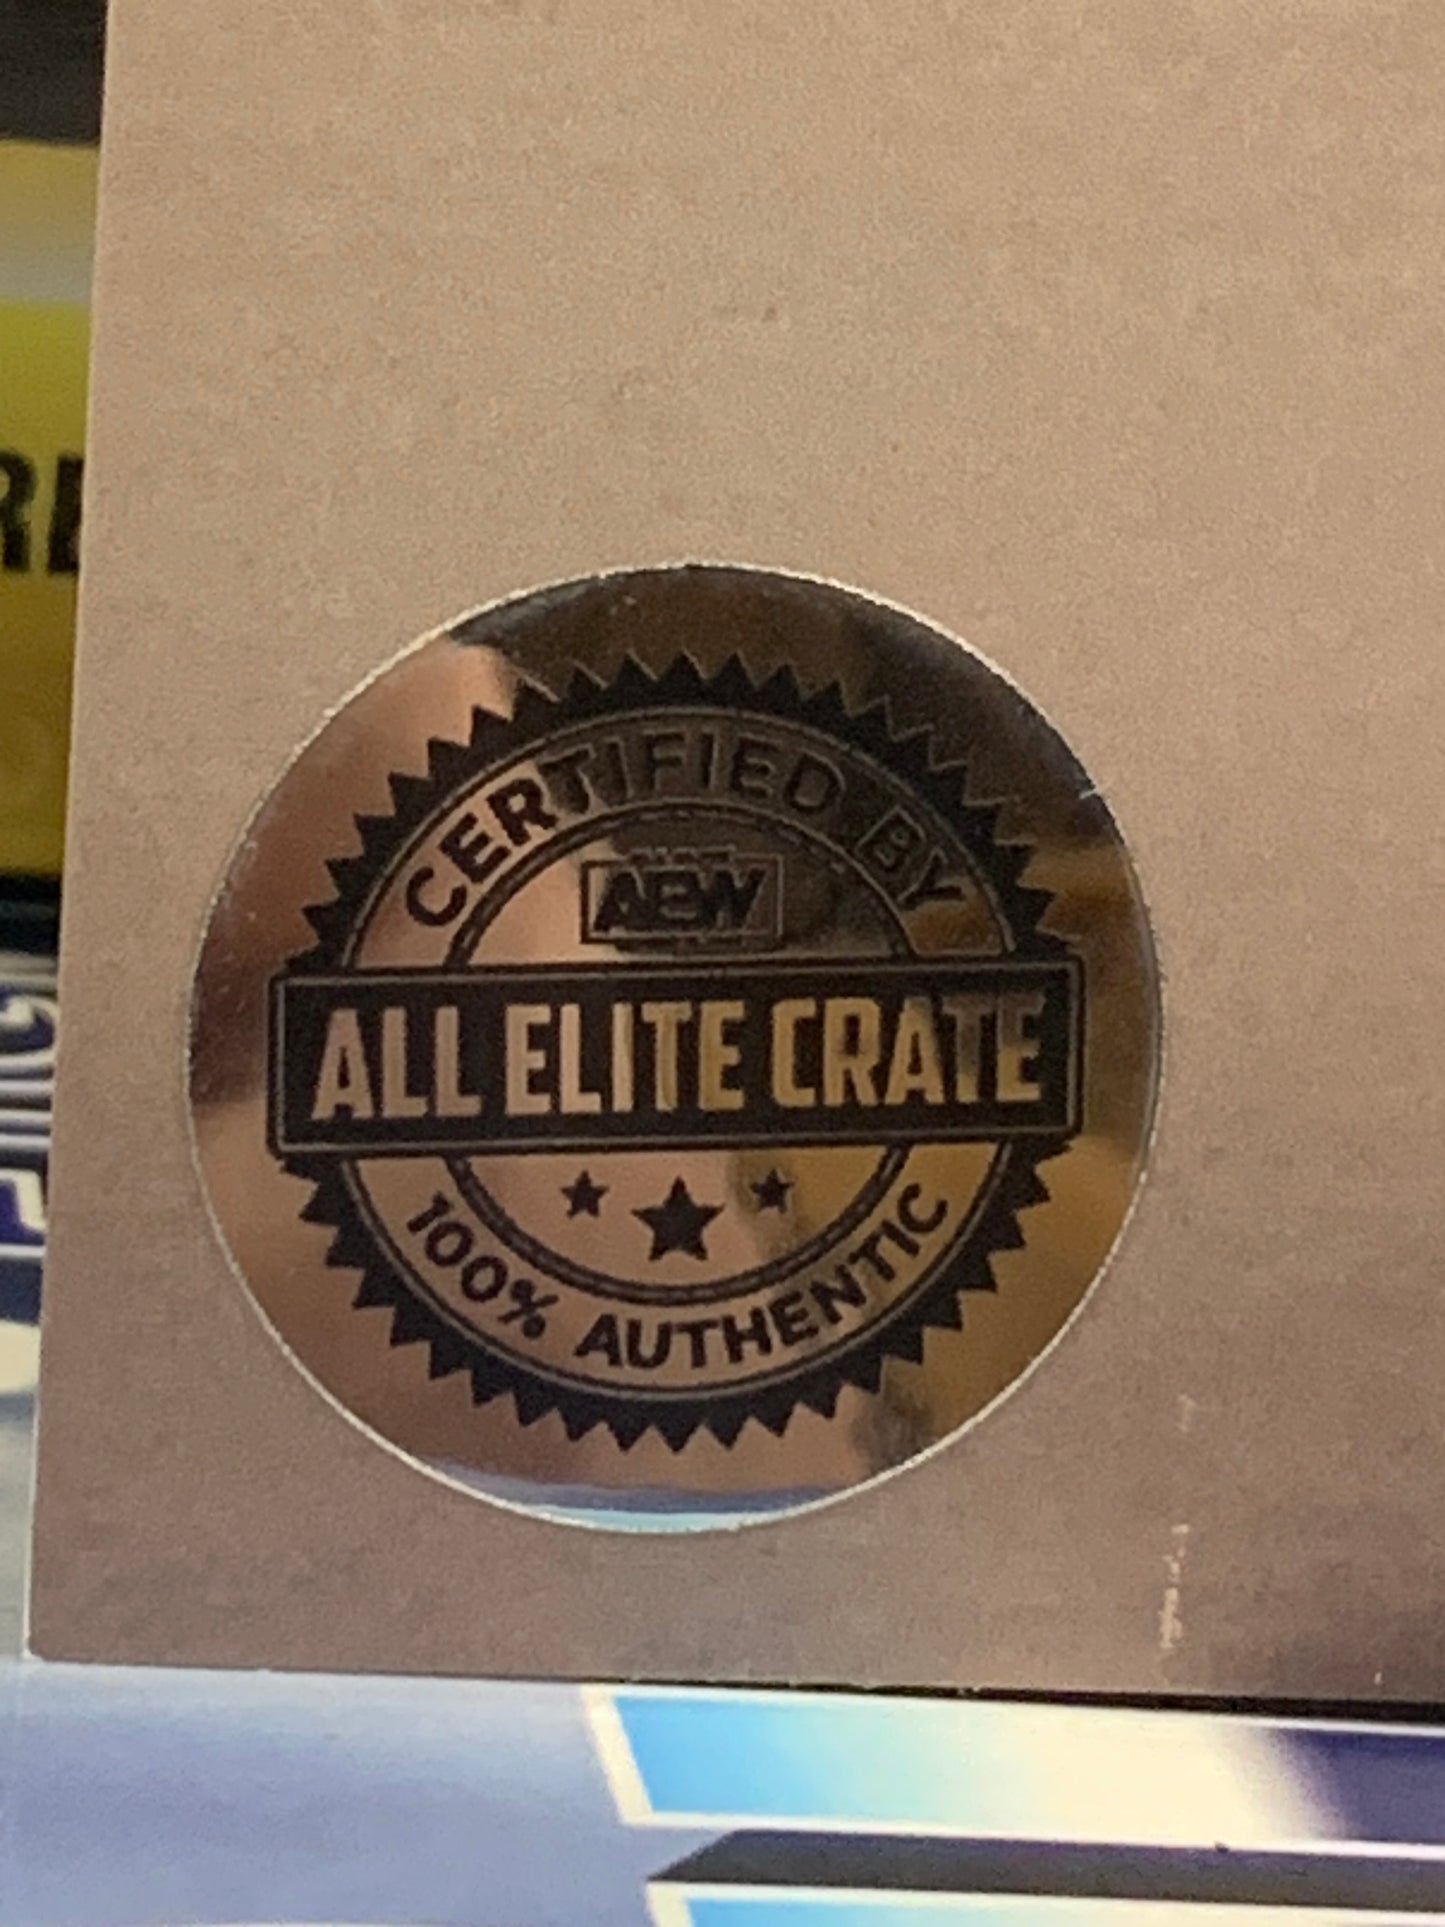 CERTIFIED BY
AEW
ALL ELITE CRATE
100% AUTHENTIC